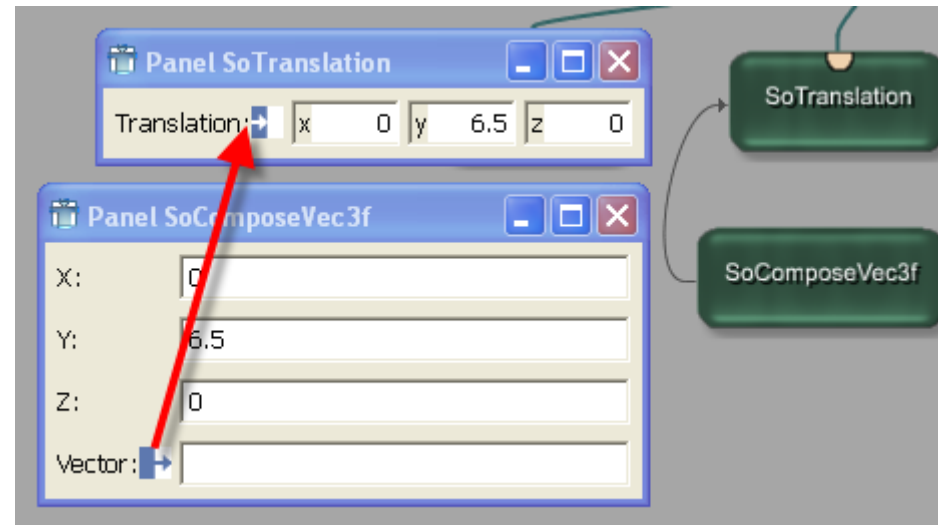 Panel SoTranslation
Translation: x 0 y 6.5 z 0
SoTranslation
Panel SoComposeVec3f
X: 0
Y: 6.5
Z: 0
Vector:
SoComposeVec3f